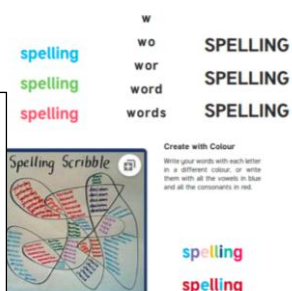 w
wo
wor
word
words
spelling
spelling
spelling
SPELLING
SPELLING
SPELLING
Spelling Scribble
Create with Colour
Write your words with each letter
in a different colour, or write
them with all the vowels in blue
and all the consonants in red.
spelling
spelling